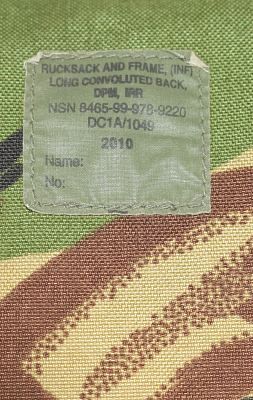 RUCKSACK AND FRAME, (INF)
LONG CONVOLUTED BACK,
DPM, IRR
NSN 8465-99-978-9220
DC1A/1049
2010
Name:
No: